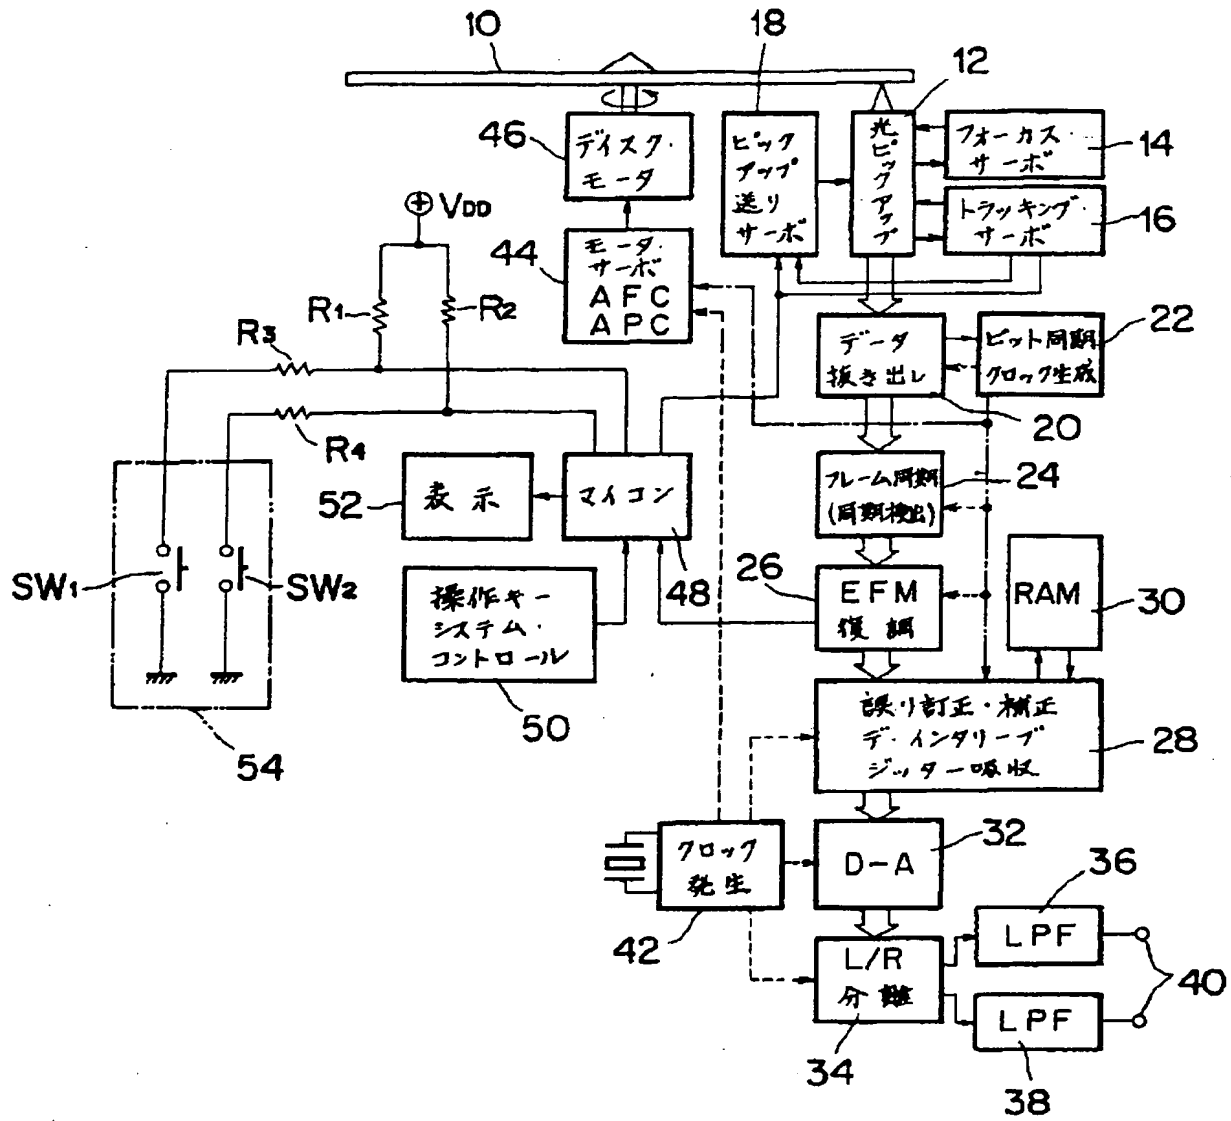 10
18
12
46
ディスク・
モータ
ピック
アップ
送り
サーボ
光ピックアップ
フォーカス・
サーボ
14
トラッキング・
サーボ
16
VDD
44
モータ・
サーボ
AFC
APC
R1
R2
R3
R4
データ
抜き出し
20
ビット同期
クロック生成
22
52
表示
マイコン
48
フレーム同期
(同期検出)
24
SW1
SW2
操作キー
システム・
コントロール
50
26
EFM
復調
RAM
30
54
誤り訂正・補正
デ・インタリーブ
ジッター吸収
28
クロック
発生
42
D-A
32
36
LPF
L/R
分離
34
LPF
38
40